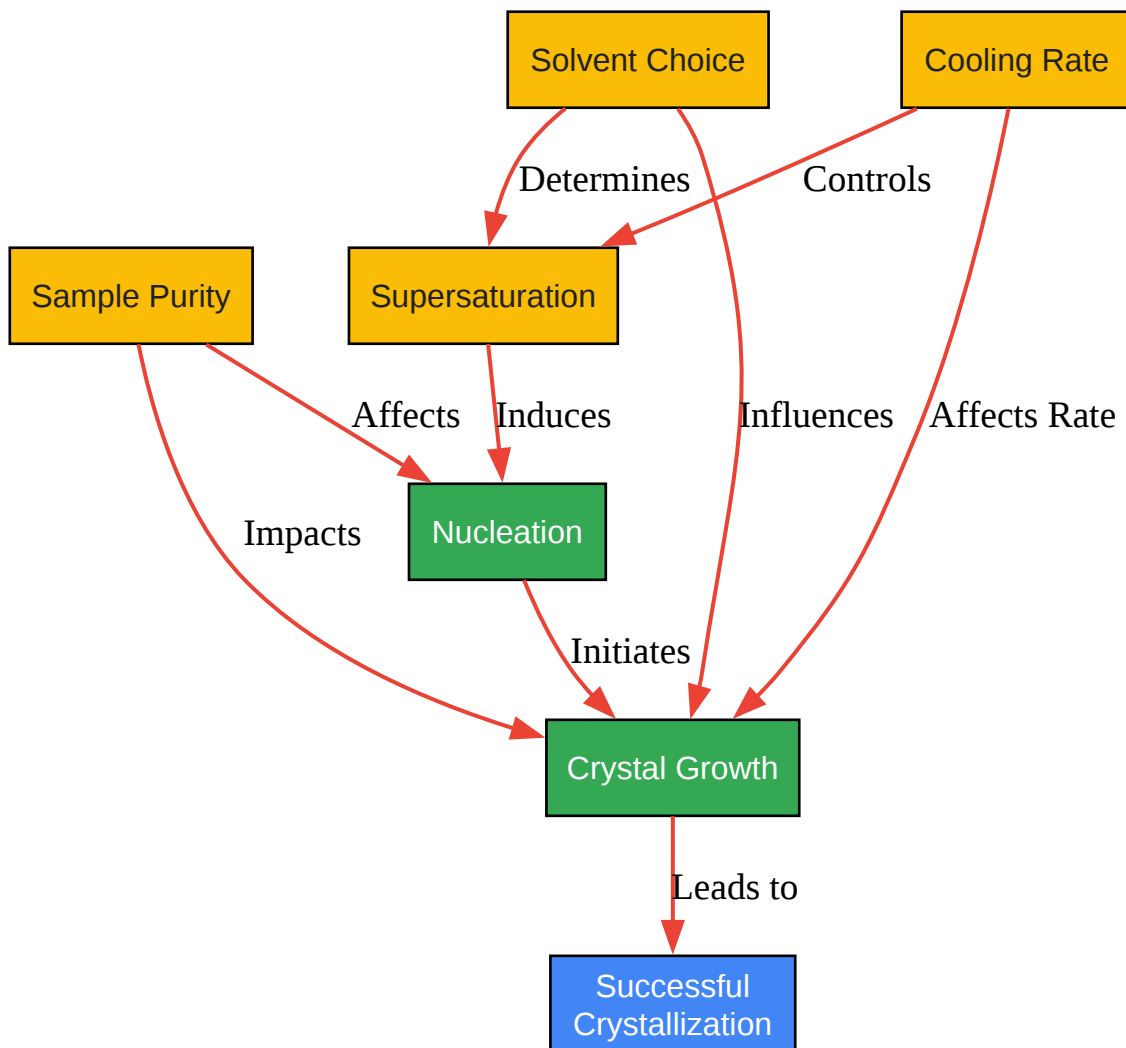 Solvent Choice
Cooling Rate
Determines
Controls
Sample Purity
Supersaturation
Affects
Induces
Influences
Affects Rate
Nucleation
Impacts
Initiates
Crystal Growth
Leads to
Successful
Crystallization